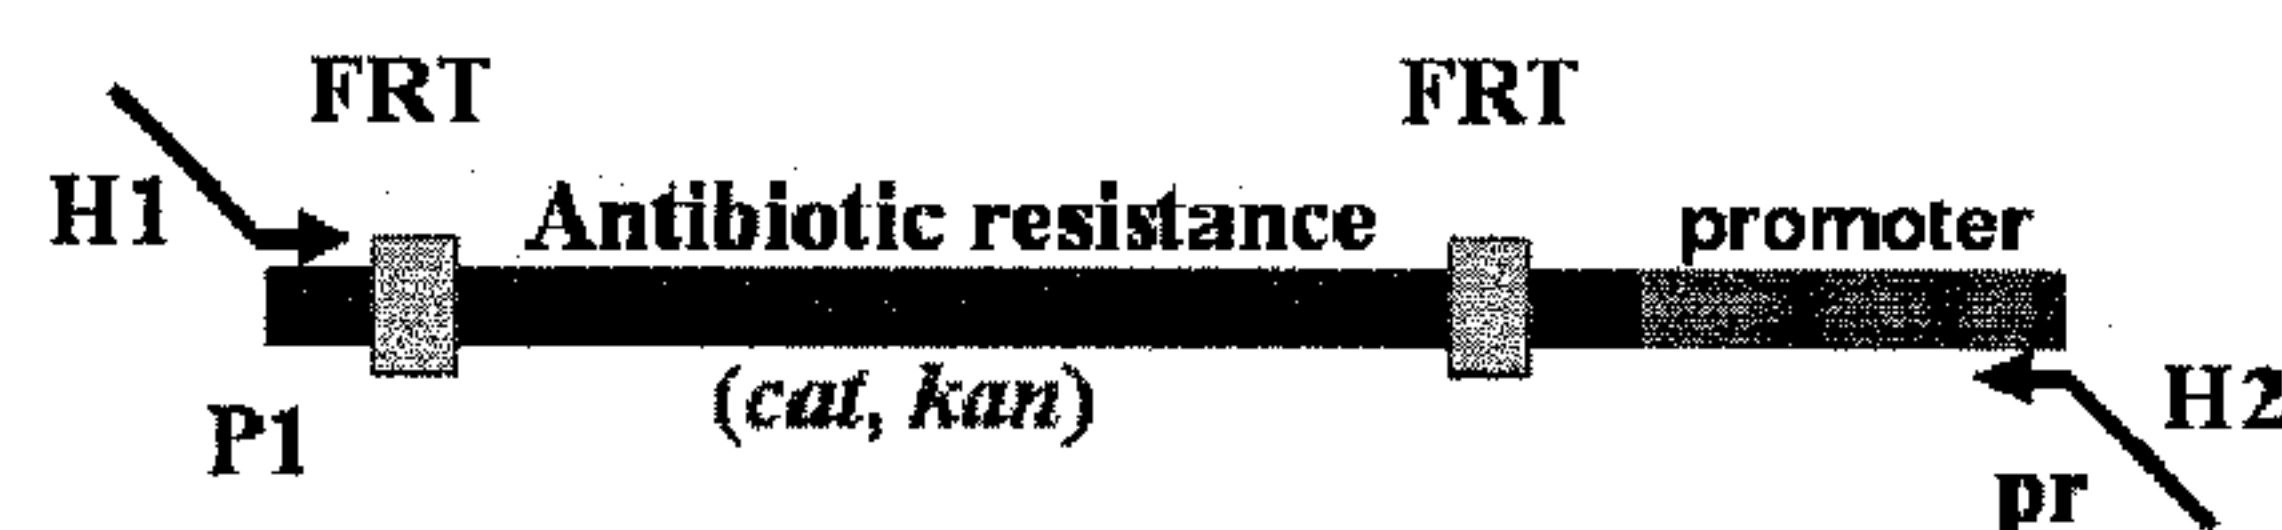 FRT FRT
H1 Antibiotic resistance promoter
(cat, kan) H2
P1 pr